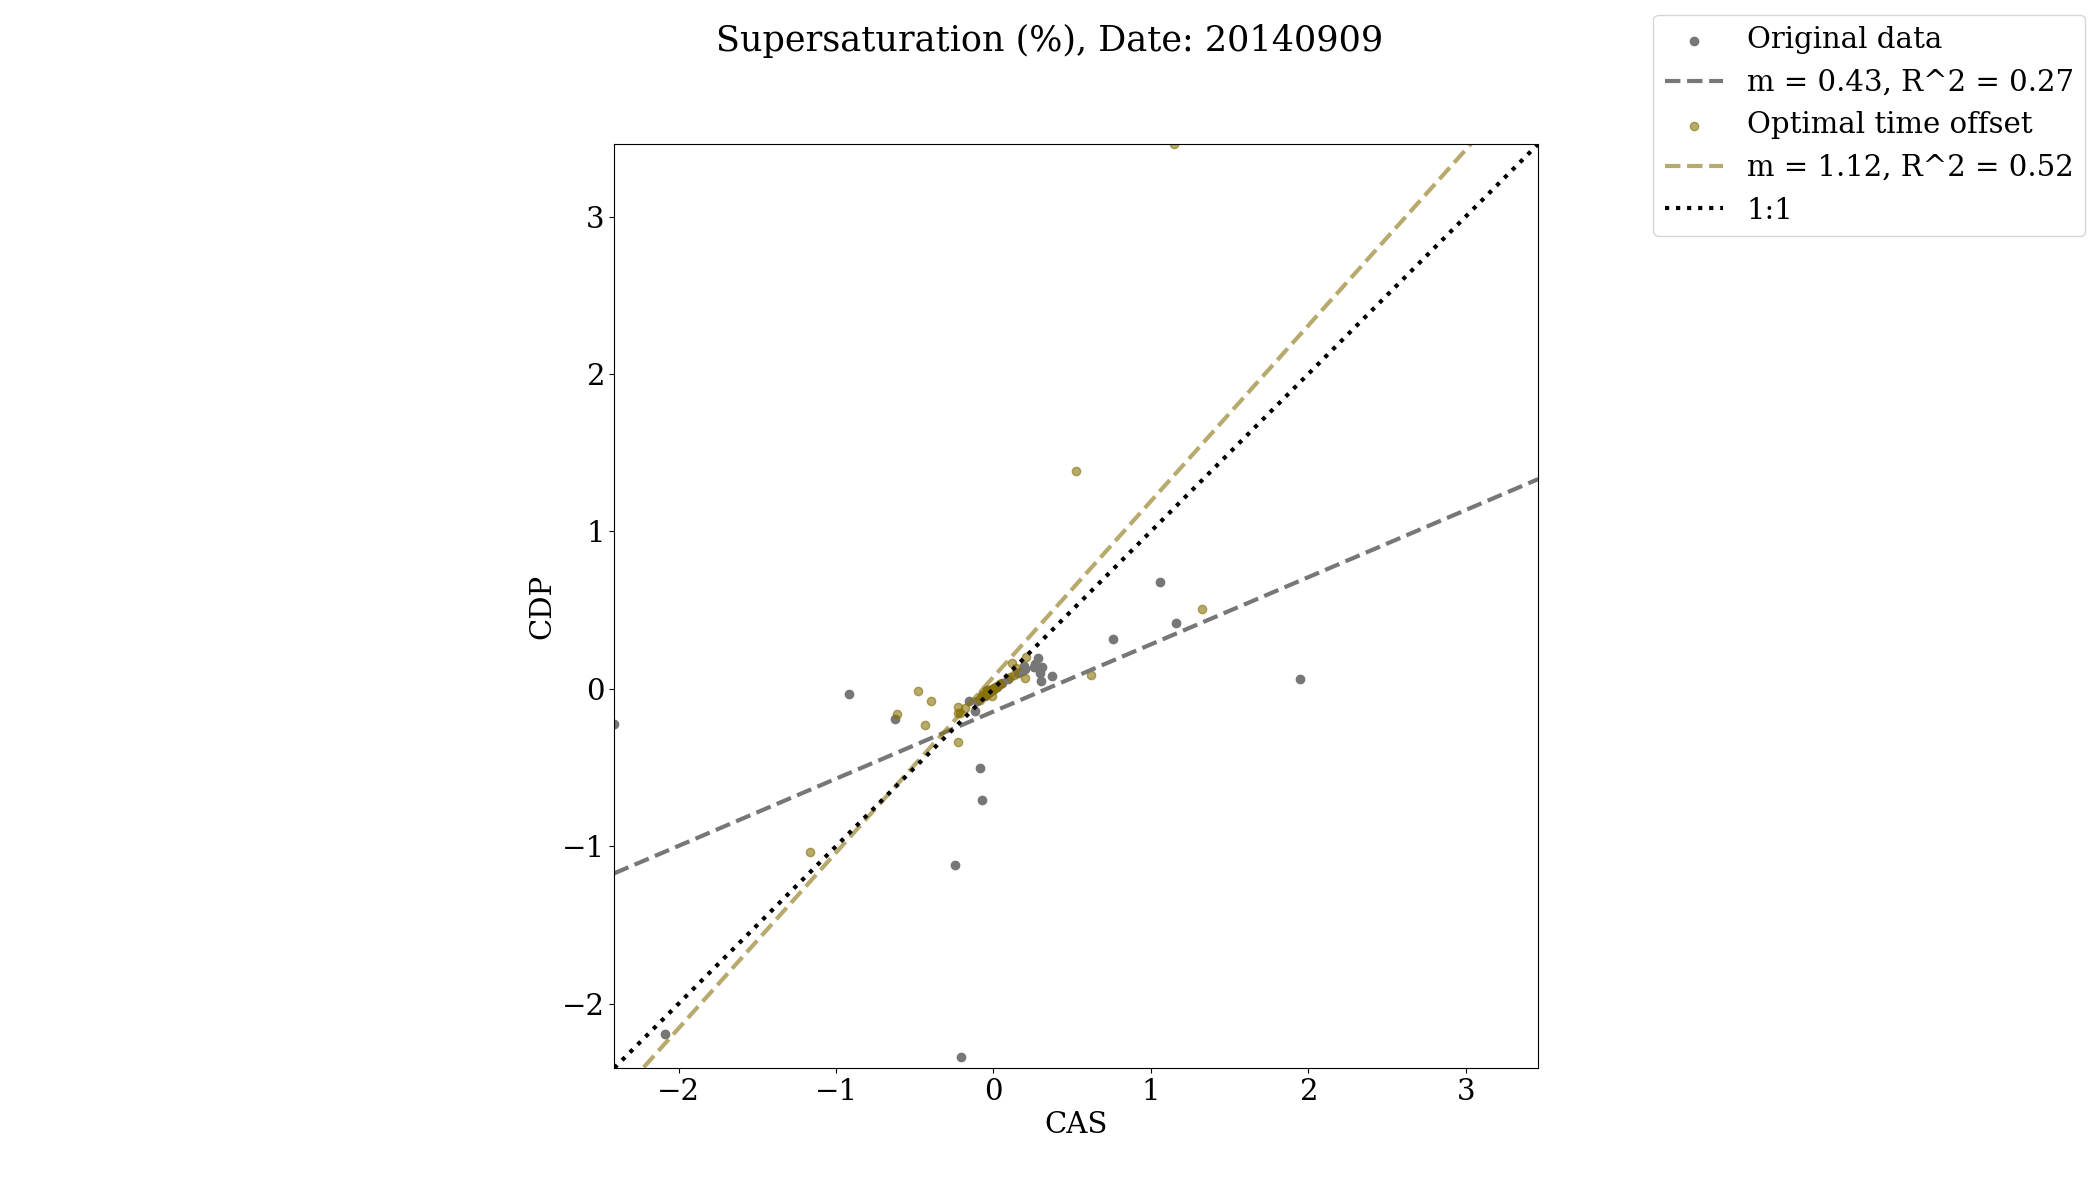 Supersaturation (%), Date: 20140909
Original data
m = 0.43, R^2 = 0.27
Optimal time offset
m = 1.12, R^2 = 0.52
1:1
3
2
1
0
−1
−2
CDP
−2
−1
0
1
2
3
CAS